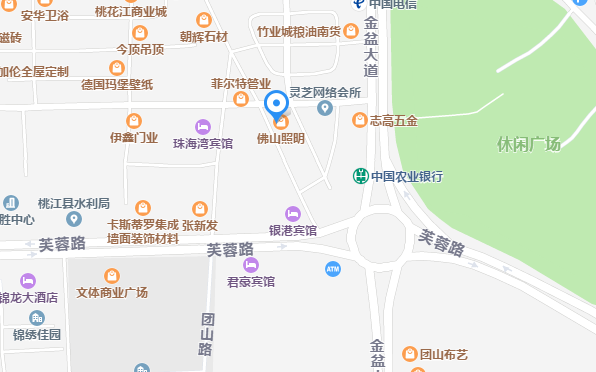 中国电信
安华卫浴
桃花江商业城
朝辉石材
竹业城粮油南货
金盆大道
磁砖
今顶吊顶
加伦全屋定制
德国玛堡壁纸
菲尔特管业
灵芝网络会所
志高五金
伊鑫门业
珠海湾宾馆
佛山照明
休闲广场
中国农业银行
桃江县水利局
胜中心
卡斯蒂罗集成
墙面装饰材料
张新发
银港宾馆
芙蓉路
芙蓉路
芙蓉路
君豪宾馆
ATM
锦龙大酒店
文体商业广场
锦绣佳园
团山路
金盆
团山布艺